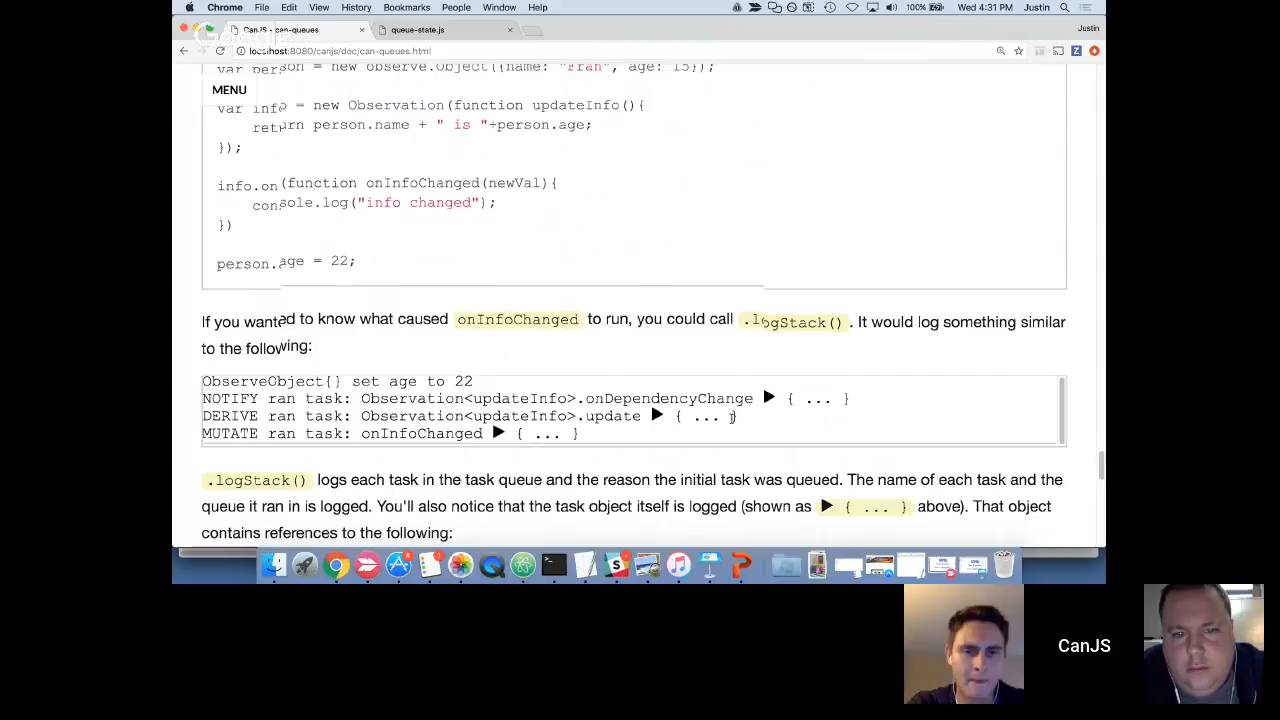 Chrome File Edit View History Bookmarks People Window Help 100% Wed 4:31 PM Justin
CanJS - can-queues × queue-state.js × Justin
localhost:8080/canjs/doc/can-queues.html
var person = new observe.Object({name: "Fran", age: 15});
MENU
var info = new Observation(function updateInfo(){
return person.name + " is "+person.age;
});
info.on(function onInfoChanged(newVal){
console.log("info changed");
})
person.age = 22;
If you wanted to know what caused onInfoChanged to run, you could call .logStack() . It would log something similar
to the following:
ObserveObject{} set age to 22
NOTIFY ran task: Observation<updateInfo>.onDependencyChange ▶ { ... }
DERIVE ran task: Observation<updateInfo>.update ▶ { ... }
MUTATE ran task: onInfoChanged ▶ { ... }
.logStack() logs each task in the task queue and the reason the initial task was queued. The name of each task and the
queue it ran in is logged. You'll also notice that the task object itself is logged (shown as ▶ { ... } above). That object
contains references to the following:
CanJS